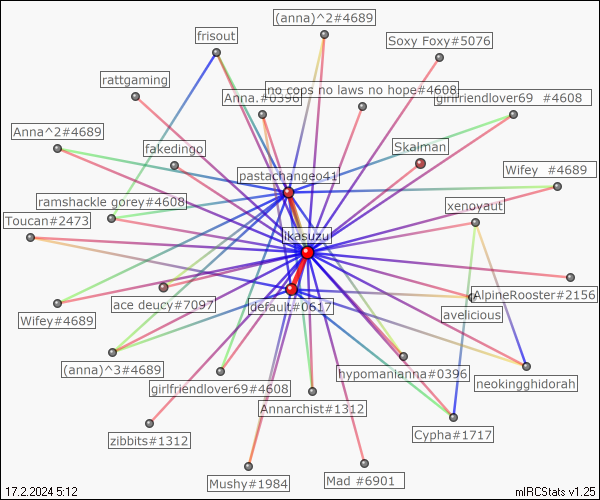 (anna)^2#4689
frisout
Soxy Foxy#5076
rattgaming
no cops no laws no hope#4608
Anna.#0396
girlfriendlover69 #4608
Anna^2#4689
fakedingo
Skalman
pastachangeo41
Wifey #4689
ramshackle gorey#4608
xenoyaut
Toucan#2473
ikasuzu
AlpineRooster#2156
ace deucy#7097
default#0617
avelicious
Wifey#4689
(anna)^3#4689
hypomanianna#0396
neokingghidorah
girlfriendlover69#4608
Annarchist#1312
zibbits#1312
Cypha#1717
Mushy#1984
Mad #6901
17.2.2024 5:12
mIRCStats v1.25